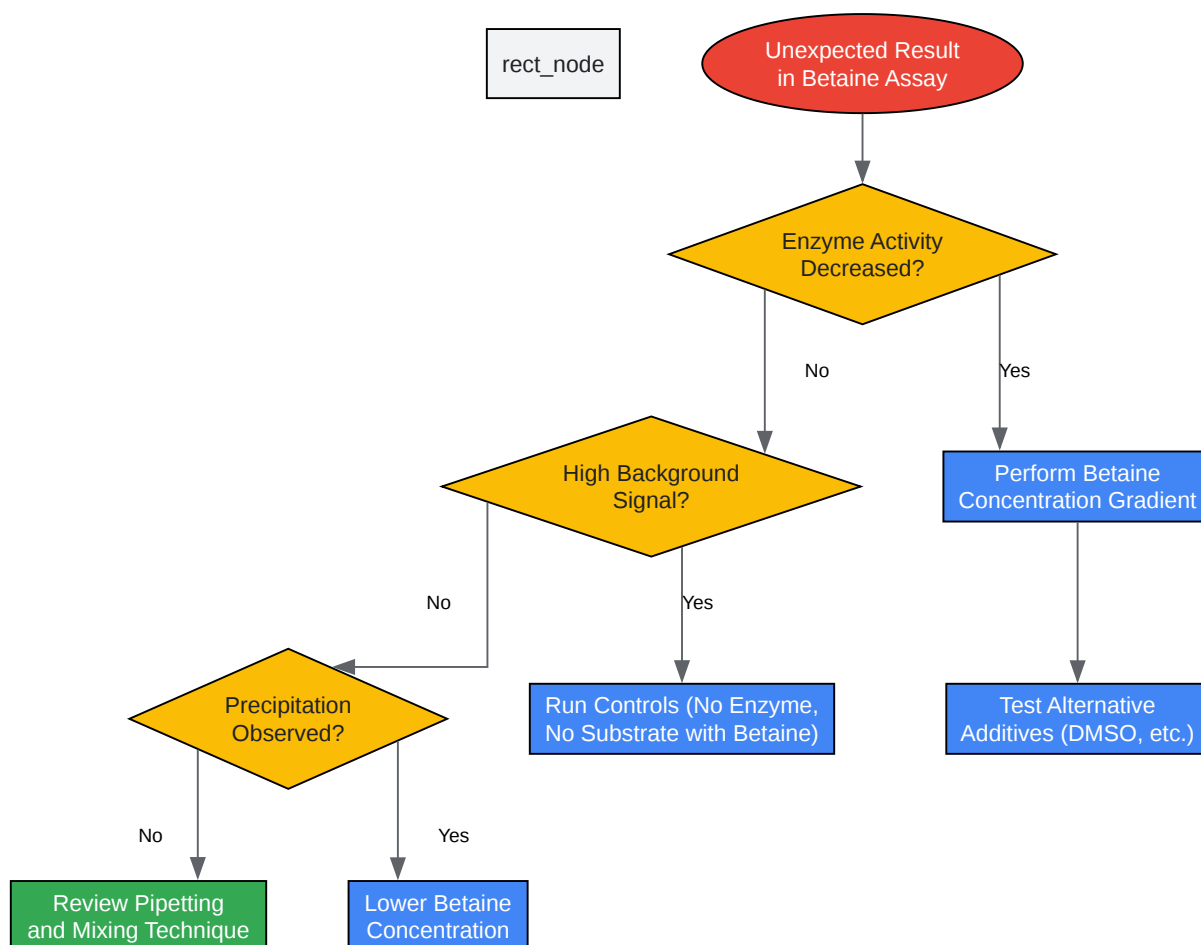 rect_node
Unexpected Result
in Betaine Assay
Enzyme Activity
Decreased?
No
Yes
High Background
Signal?
Perform Betaine
Concentration Gradient
No
Yes
Precipitation
Observed?
Run Controls (No Enzyme,
No Substrate with Betaine)
Test Alternative
Additives (DMSO, etc.)
No
Yes
Review Pipetting
and Mixing Technique
Lower Betaine
Concentration